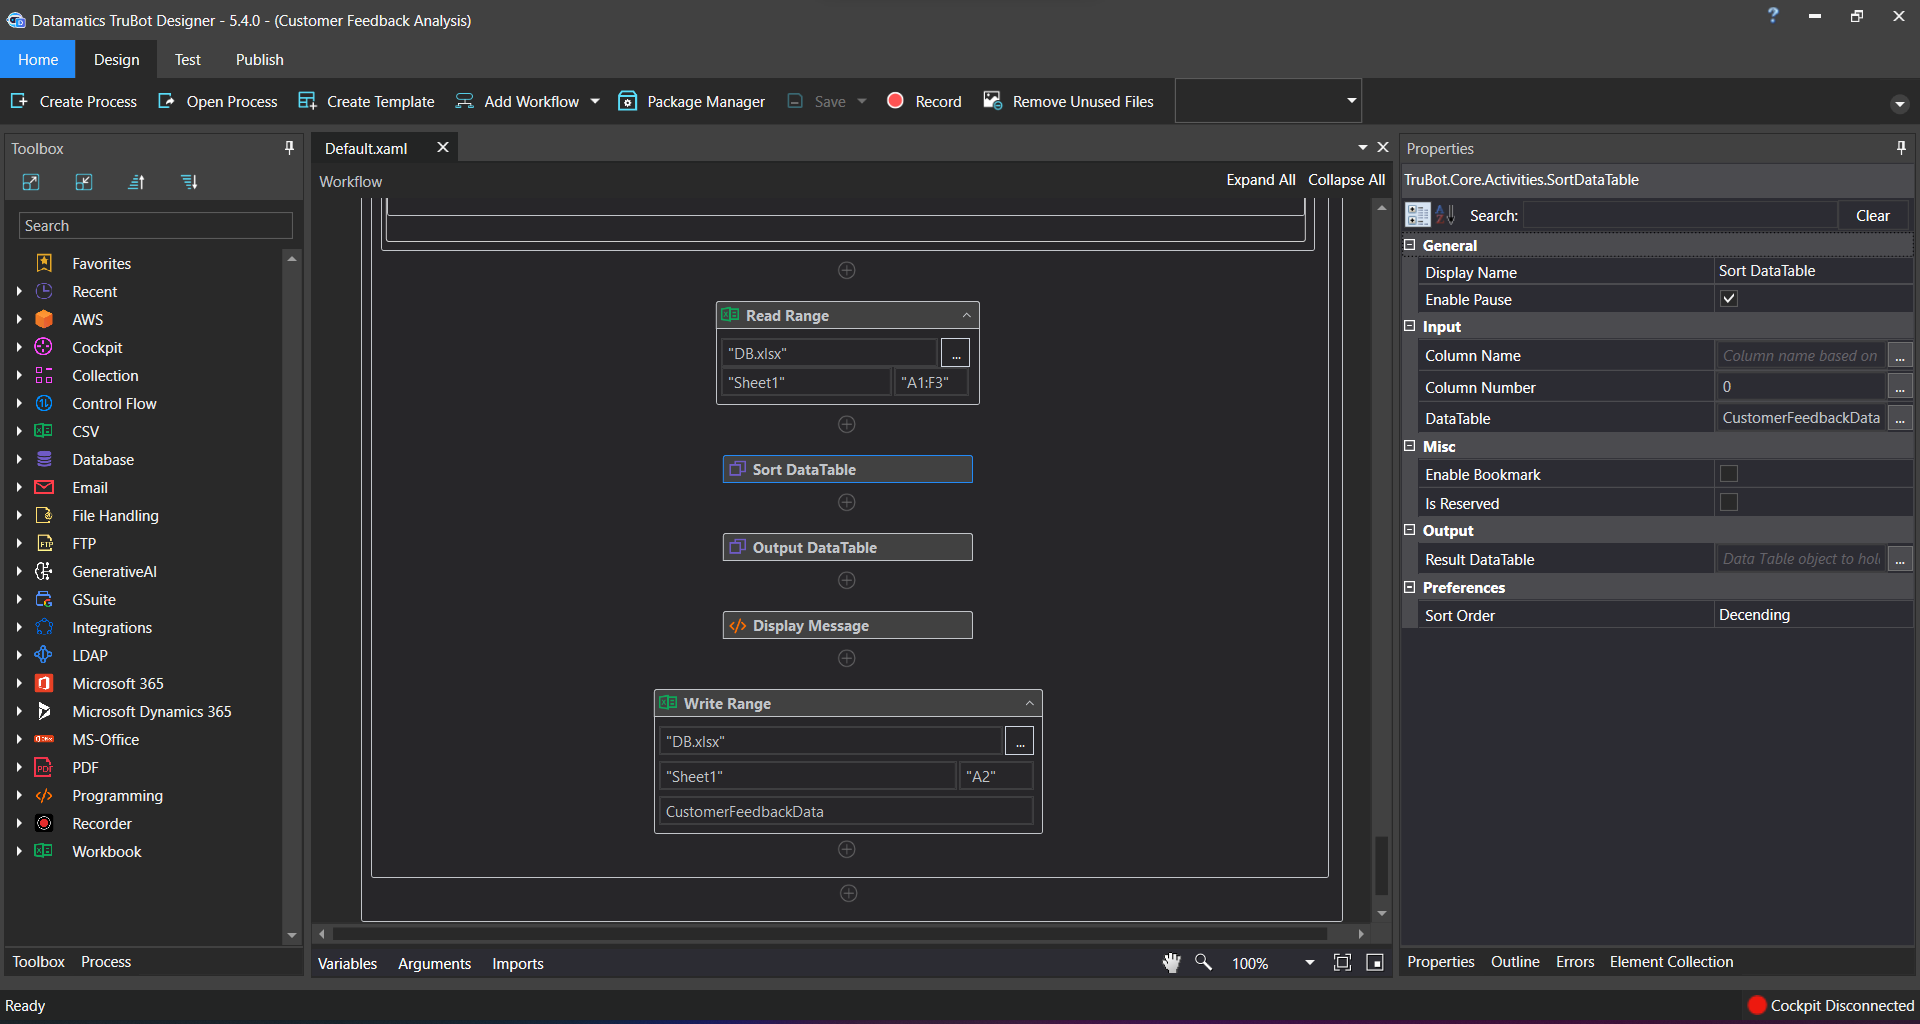 Datamatics TruBot Designer - 5.4.0 - (Customer Feedback Analysis)
?
Home
Design
Test
Publish
Create Process
Open Process
Create Template
Add Workflow
Package Manager
Save
Record
Remove Unused Files
Toolbox
Search
Favorites
Recent
AWS
Cockpit
Collection
Control Flow
CSV
Database
Email
File Handling
FTP
GenerativeAI
GSuite
Integrations
LDAP
Microsoft 365
Microsoft Dynamics 365
MS-Office
PDF
Programming
Recorder
Workbook
Toolbox
Process
Default.xaml
Workflow
Expand All
Collapse All
Read Range
"DB.xlsx"
...
"Sheet1"
"A1:F3"
Sort DataTable
Output DataTable
Display Message
Write Range
"DB.xlsx"
...
"Sheet1"
"A2"
CustomerFeedbackData
Variables
Arguments
Imports
100%
Properties
TruBot.Core.Activities.SortDataTable
Search:
Clear
General
Display Name
Sort DataTable
Enable Pause
Input
Column Name
Column name based on
...
Column Number
0
...
DataTable
CustomerFeedbackData
...
Misc
Enable Bookmark
Is Reserved
Output
Result DataTable
Data Table object to hol
...
Preferences
Sort Order
Decending
Properties
Outline
Errors
Element Collection
Ready
Cockpit Disconnected